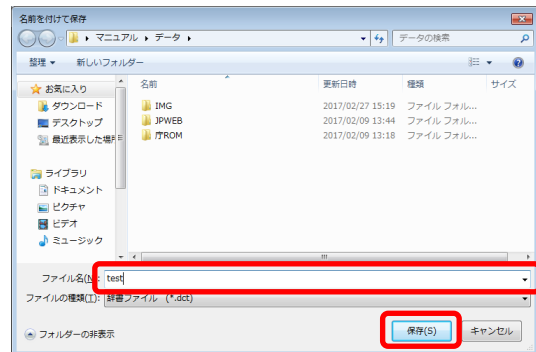 名前を付けて保存
マニュアル ▸ データ ▸
データの検索
整理 ▼ 新しいフォルダー
名前 更新日時 種類 サイズ
お気に入り
ダウンロード
デスクトップ
最近表示した場所
ライブラリ
ドキュメント
ピクチャ
ビデオ
ミュージック
IMG 2017/02/27 15:19 ファイル フォル...
JPWEB 2017/02/09 13:44 ファイル フォル...
庁ROM 2017/02/09 13:18 ファイル フォル...
ファイル名(N): test
ファイルの種類(T): 辞書ファイル (*.dct)
フォルダーの非表示
保存(S) キャンセル